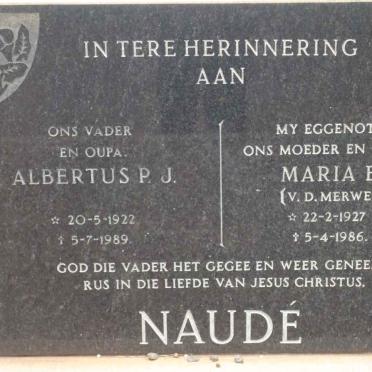 IN TERE HERINNERING
AAN
ONS VADER
EN OUPA.
ALBERTUS P. J.
☆ 20-5-1922
✝ 5-7-1989.
MY EGGENOT
ONS MOEDER EN
MARIA
(V. D. MERWE
☆ 22-2-1927
✝ 5-4-1986.
GOD DIE VADER HET GEGEE EN WEER GENEE
RUS IN DIE LIEFDE VAN JESUS CHRISTUS.
NAUDÉ